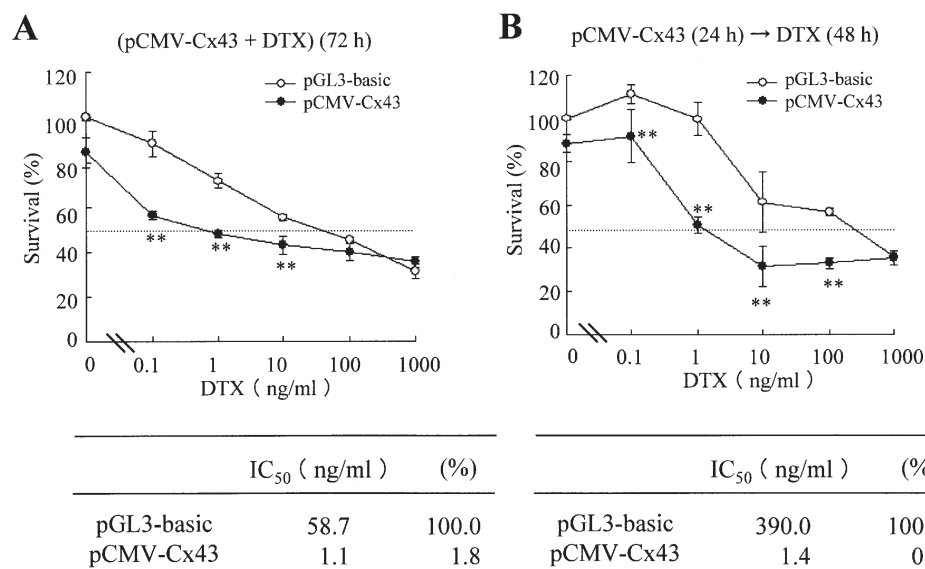 A
(pCMV-Cx43 + DTX) (72 h)
Survival (%)
120
100
80
60
40
20
0
pGL3-basic
pCMV-Cx43
**
**
**
0 0.1 1 10 100 1000
DTX ( ng/ml )
IC50 ( ng/ml ) (%)
pGL3-basic 58.7 100.0
pCMV-Cx43 1.1 1.8
B
pCMV-Cx43 (24 h) → DTX (48 h)
Survival (%)
120
100
80
60
40
20
0
pGL3-basic
pCMV-Cx43
**
**
**
**
0 0.1 1 10 100 1000
DTX ( ng/ml )
IC50 ( ng/ml ) (%
pGL3-basic 390.0 100
pCMV-Cx43 1.4 0